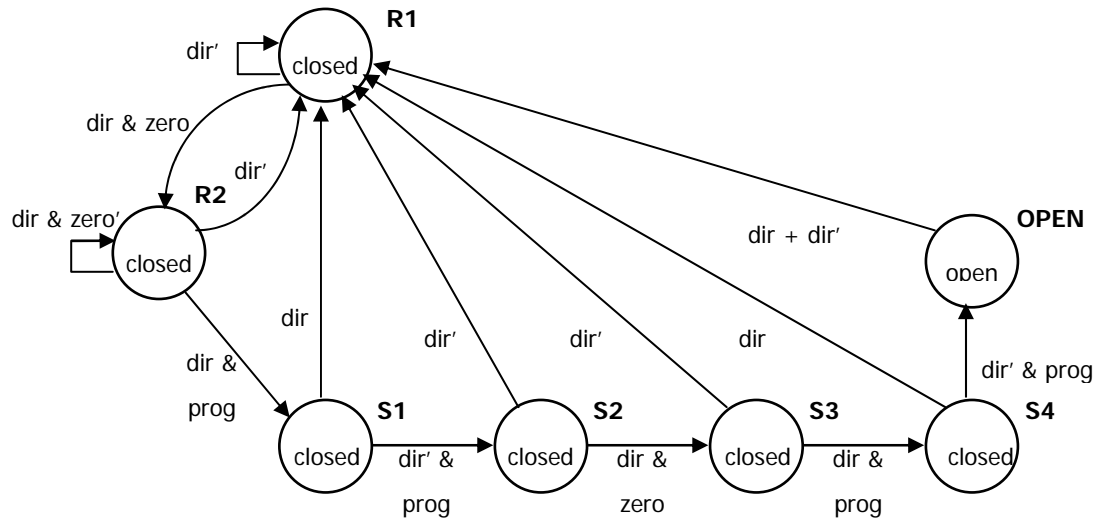 R1
dir′
closed
dir & zero
dir′
R2
dir & zero′
closed
OPEN
dir + dir′
open
dir
dir′
dir′
dir
dir &
prog
dir′ & prog
S1
S2
S3
S4
closed
dir′ &
prog
closed
dir &
zero
closed
dir &
prog
closed